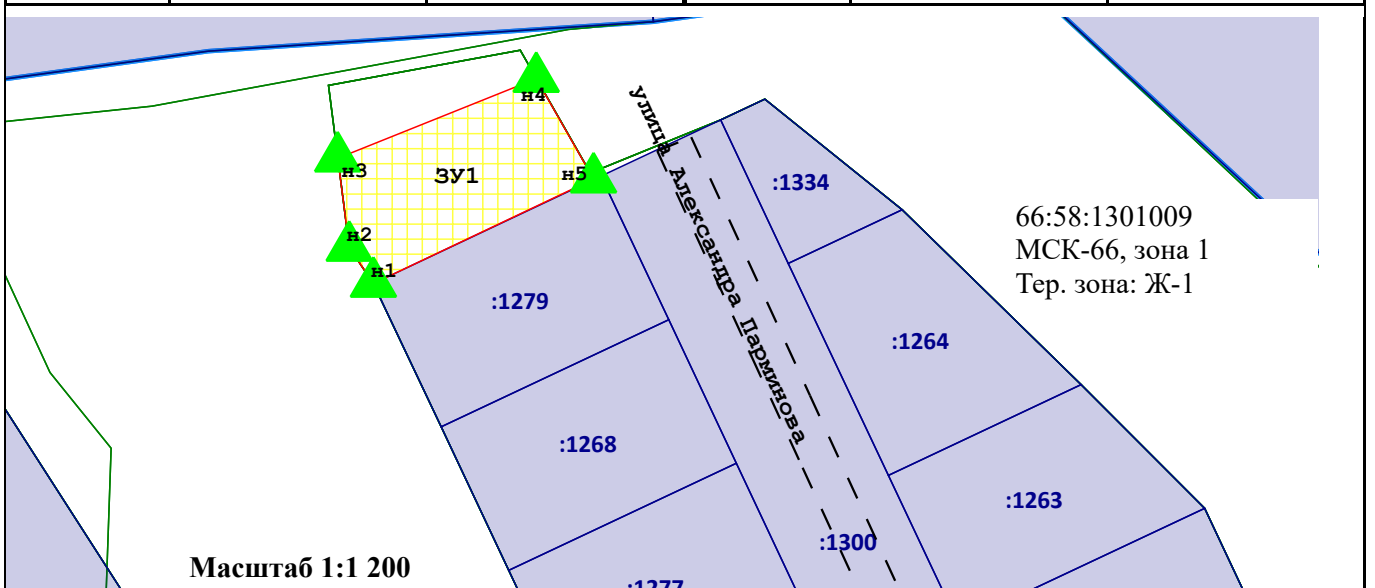 н4
улица Александра Парминова
н3
ЗУ1
н5
:1334
66:58:1301009
МСК-66, зона 1
Тер. зона: Ж-1
н2
н1
:1279
:1264
:1268
:1263
:1300
Масштаб 1:1 200
:1277